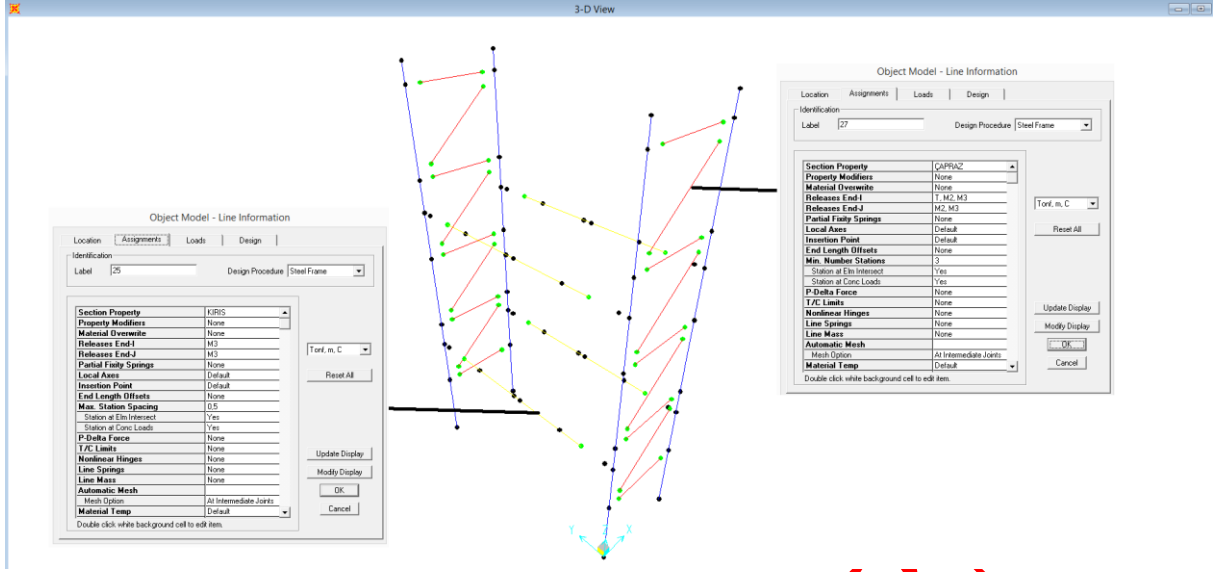 3-D View
Object Model - Line Information
Location Assignments Loads Design
Identification
Label 27 Design Procedure Steel Frame
Section Property ÇAPRAZ
Property Modifiers None
Material Overwrite None
Releases End-I T, M2, M3
Releases End-J M2, M3
Partial Fixity Springs None
Local Axes Default
Insertion Point Default
End Length Offsets None
Min. Number Stations 3
Station at Elm Intersect Yes
Station at Conc Loads Yes
P-Delta Force None
T/C Limits None
Nonlinear Hinges None
Line Springs None
Line Mass None
Automatic Mesh
Mesh Option At Intermediate Joints
Material Temp Default
Double click white background cell to edit item.
Tonf, m, C
Reset All
Update Display
Modify Display
OK
Cancel
Object Model - Line Information
Location Assignments Loads Design
Identification
Label 25 Design Procedure Steel Frame
Section Property KIRIS
Property Modifiers None
Material Overwrite None
Releases End-I M3
Releases End-J M3
Partial Fixity Springs None
Local Axes Default
Insertion Point Default
End Length Offsets None
Max. Station Spacing 0,5
Station at Elm Intersect Yes
Station at Conc Loads Yes
P-Delta Force None
T/C Limits None
Nonlinear Hinges None
Line Springs None
Line Mass None
Automatic Mesh
Mesh Option At Intermediate Joints
Material Temp Default
Double click white background cell to edit item.
Tonf, m, C
Reset All
Update Display
Modify Display
OK
Cancel
Y Z X